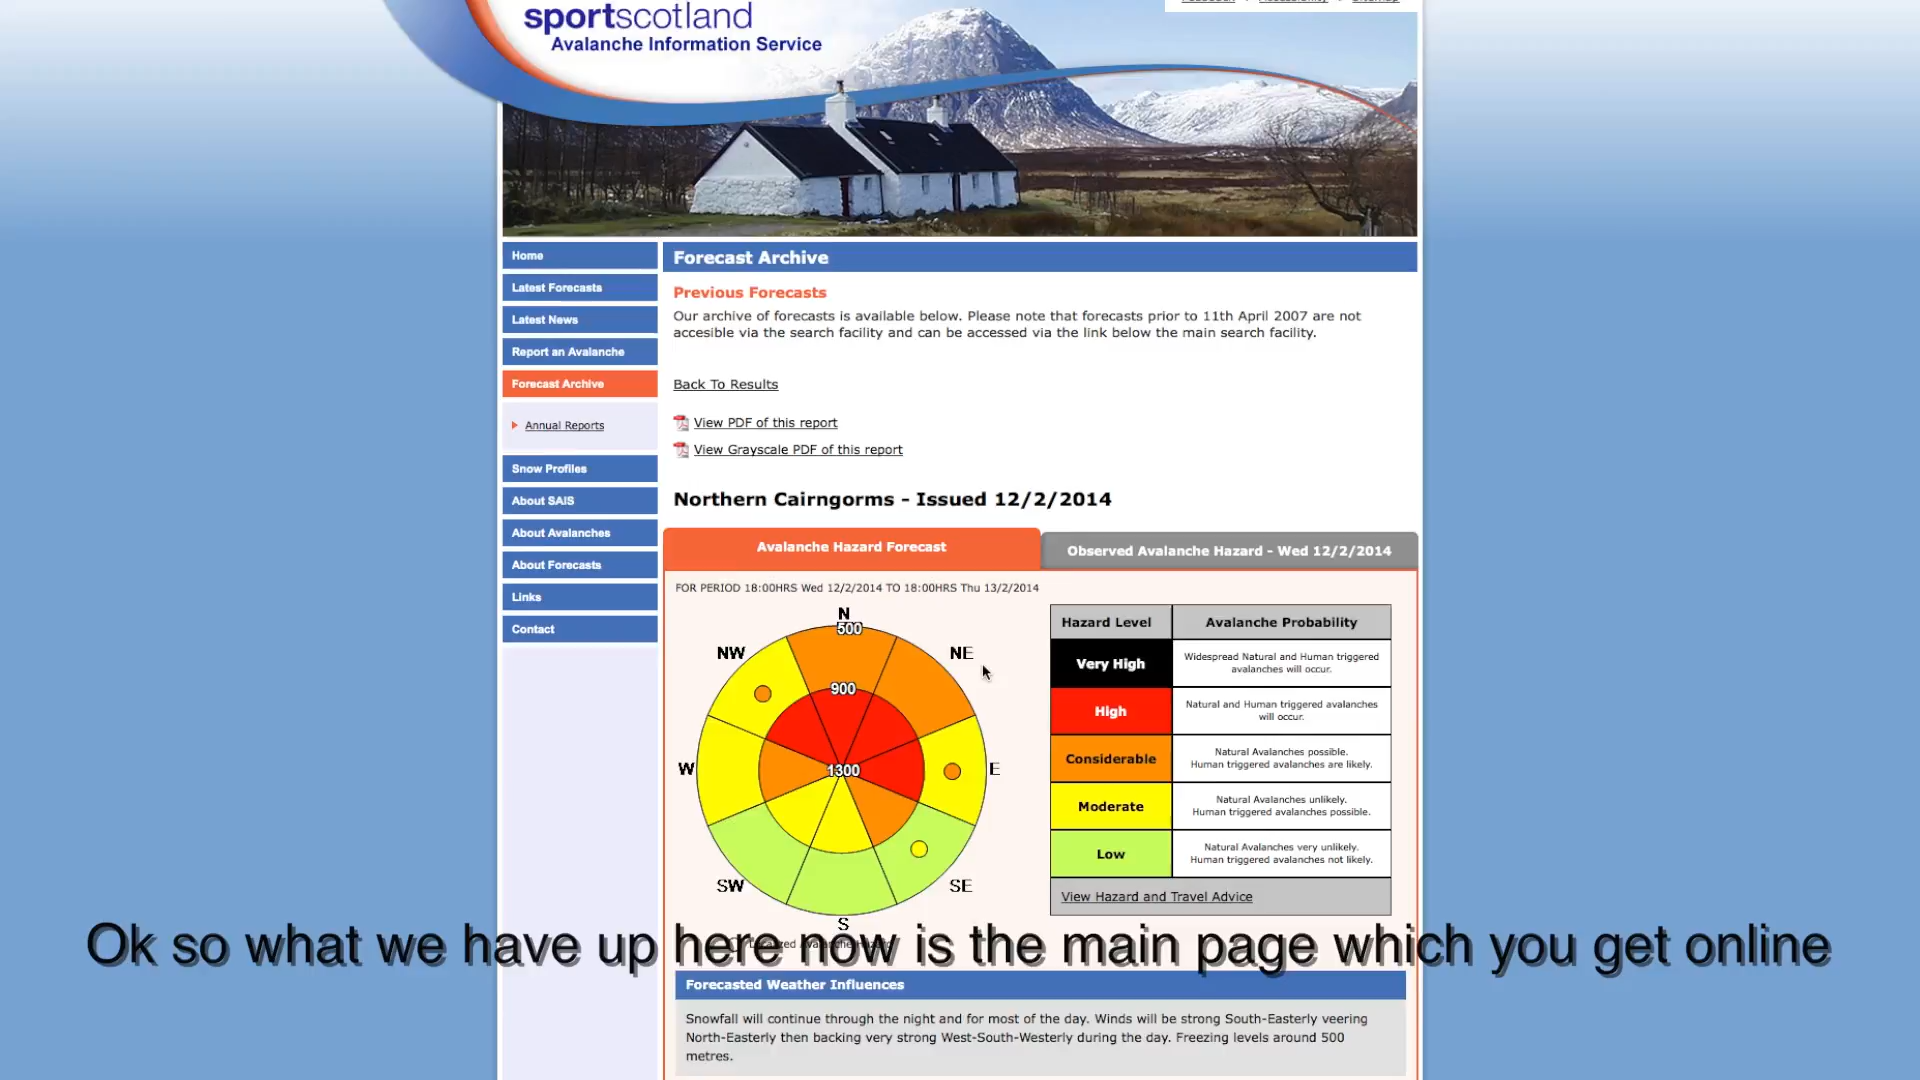 sportscotland
Avalanche Information Service
Feedback
Accessibility
Sitemap
Home
Latest Forecasts
Latest News
Report an Avalanche
Forecast Archive
Annual Reports
Snow Profiles
About SAIS
About Avalanches
About Forecasts
Links
Contact
Forecast Archive
Previous Forecasts
Our archive of forecasts is available below. Please note that forecasts prior to 11th April 2007 are not
accesible via the search facility and can be accessed via the link below the main search facility.
Back To Results
View PDF of this report
View Grayscale PDF of this report
Northern Cairngorms - Issued 12/2/2014
Avalanche Hazard Forecast
Observed Avalanche Hazard - Wed 12/2/2014
FOR PERIOD 18:00HRS Wed 12/2/2014 TO 18:00HRS Thu 13/2/2014
N
500
NW
NE
900
W
1300
E
SW
SE
S
Hazard Level
Avalanche Probability
Very High
Widespread Natural and Human triggered
avalanches will occur.
High
Natural and Human triggered avalanches
will occur.
Considerable
Natural Avalanches possible.
Human triggered avalanches are likely.
Moderate
Natural Avalanches unlikely.
Human triggered avalanches possible.
Low
Natural Avalanches very unlikely.
Human triggered avalanches not likely.
View Hazard and Travel Advice
Ok so what we have up here now is the main page which you get online
Forecasted Weather Influences
Snowfall will continue through the night and for most of the day. Winds will be strong South-Easterly veering
North-Easterly then backing very strong West-South-Westerly during the day. Freezing levels around 500
metres.